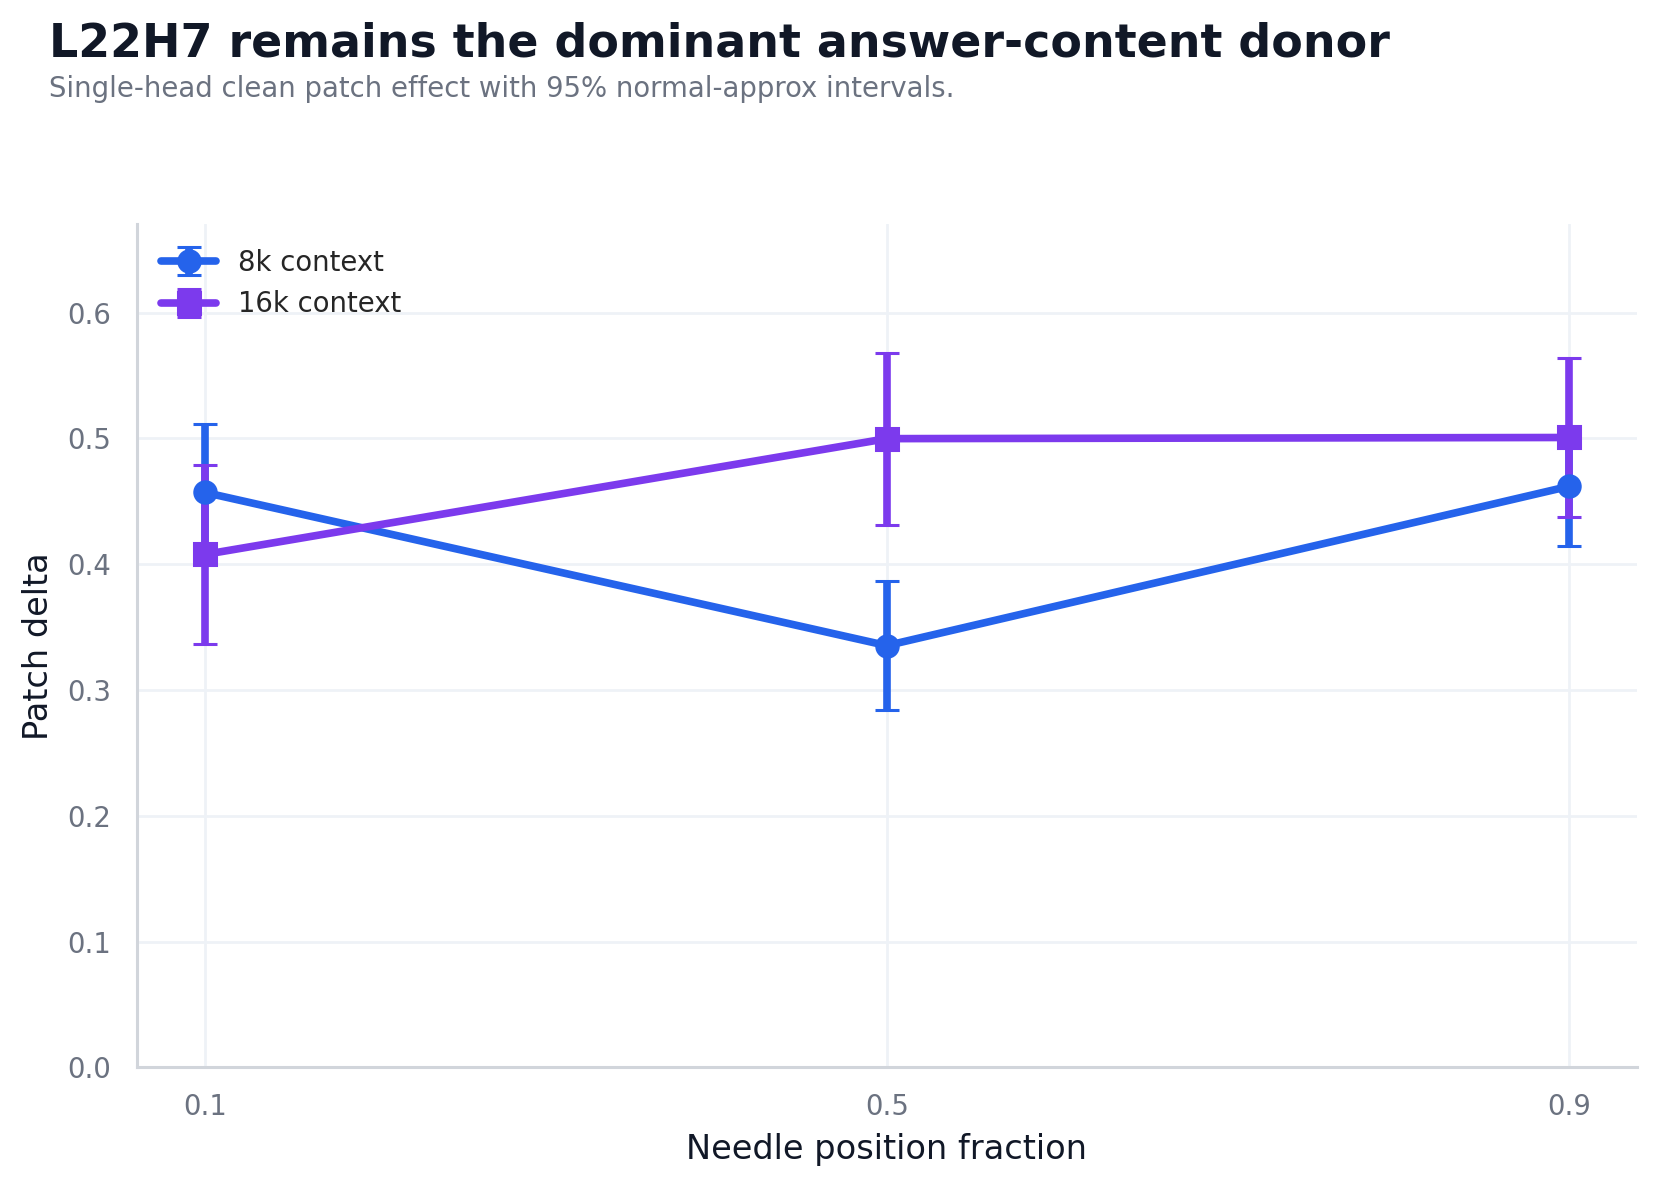 L22H7 remains the dominant answer-content donor
Single-head clean patch effect with 95% normal-approx intervals.
8k context
16k context
Patch delta
0.6
0.5
0.4
0.3
0.2
0.1
0.0
0.1
0.5
0.9
Needle position fraction